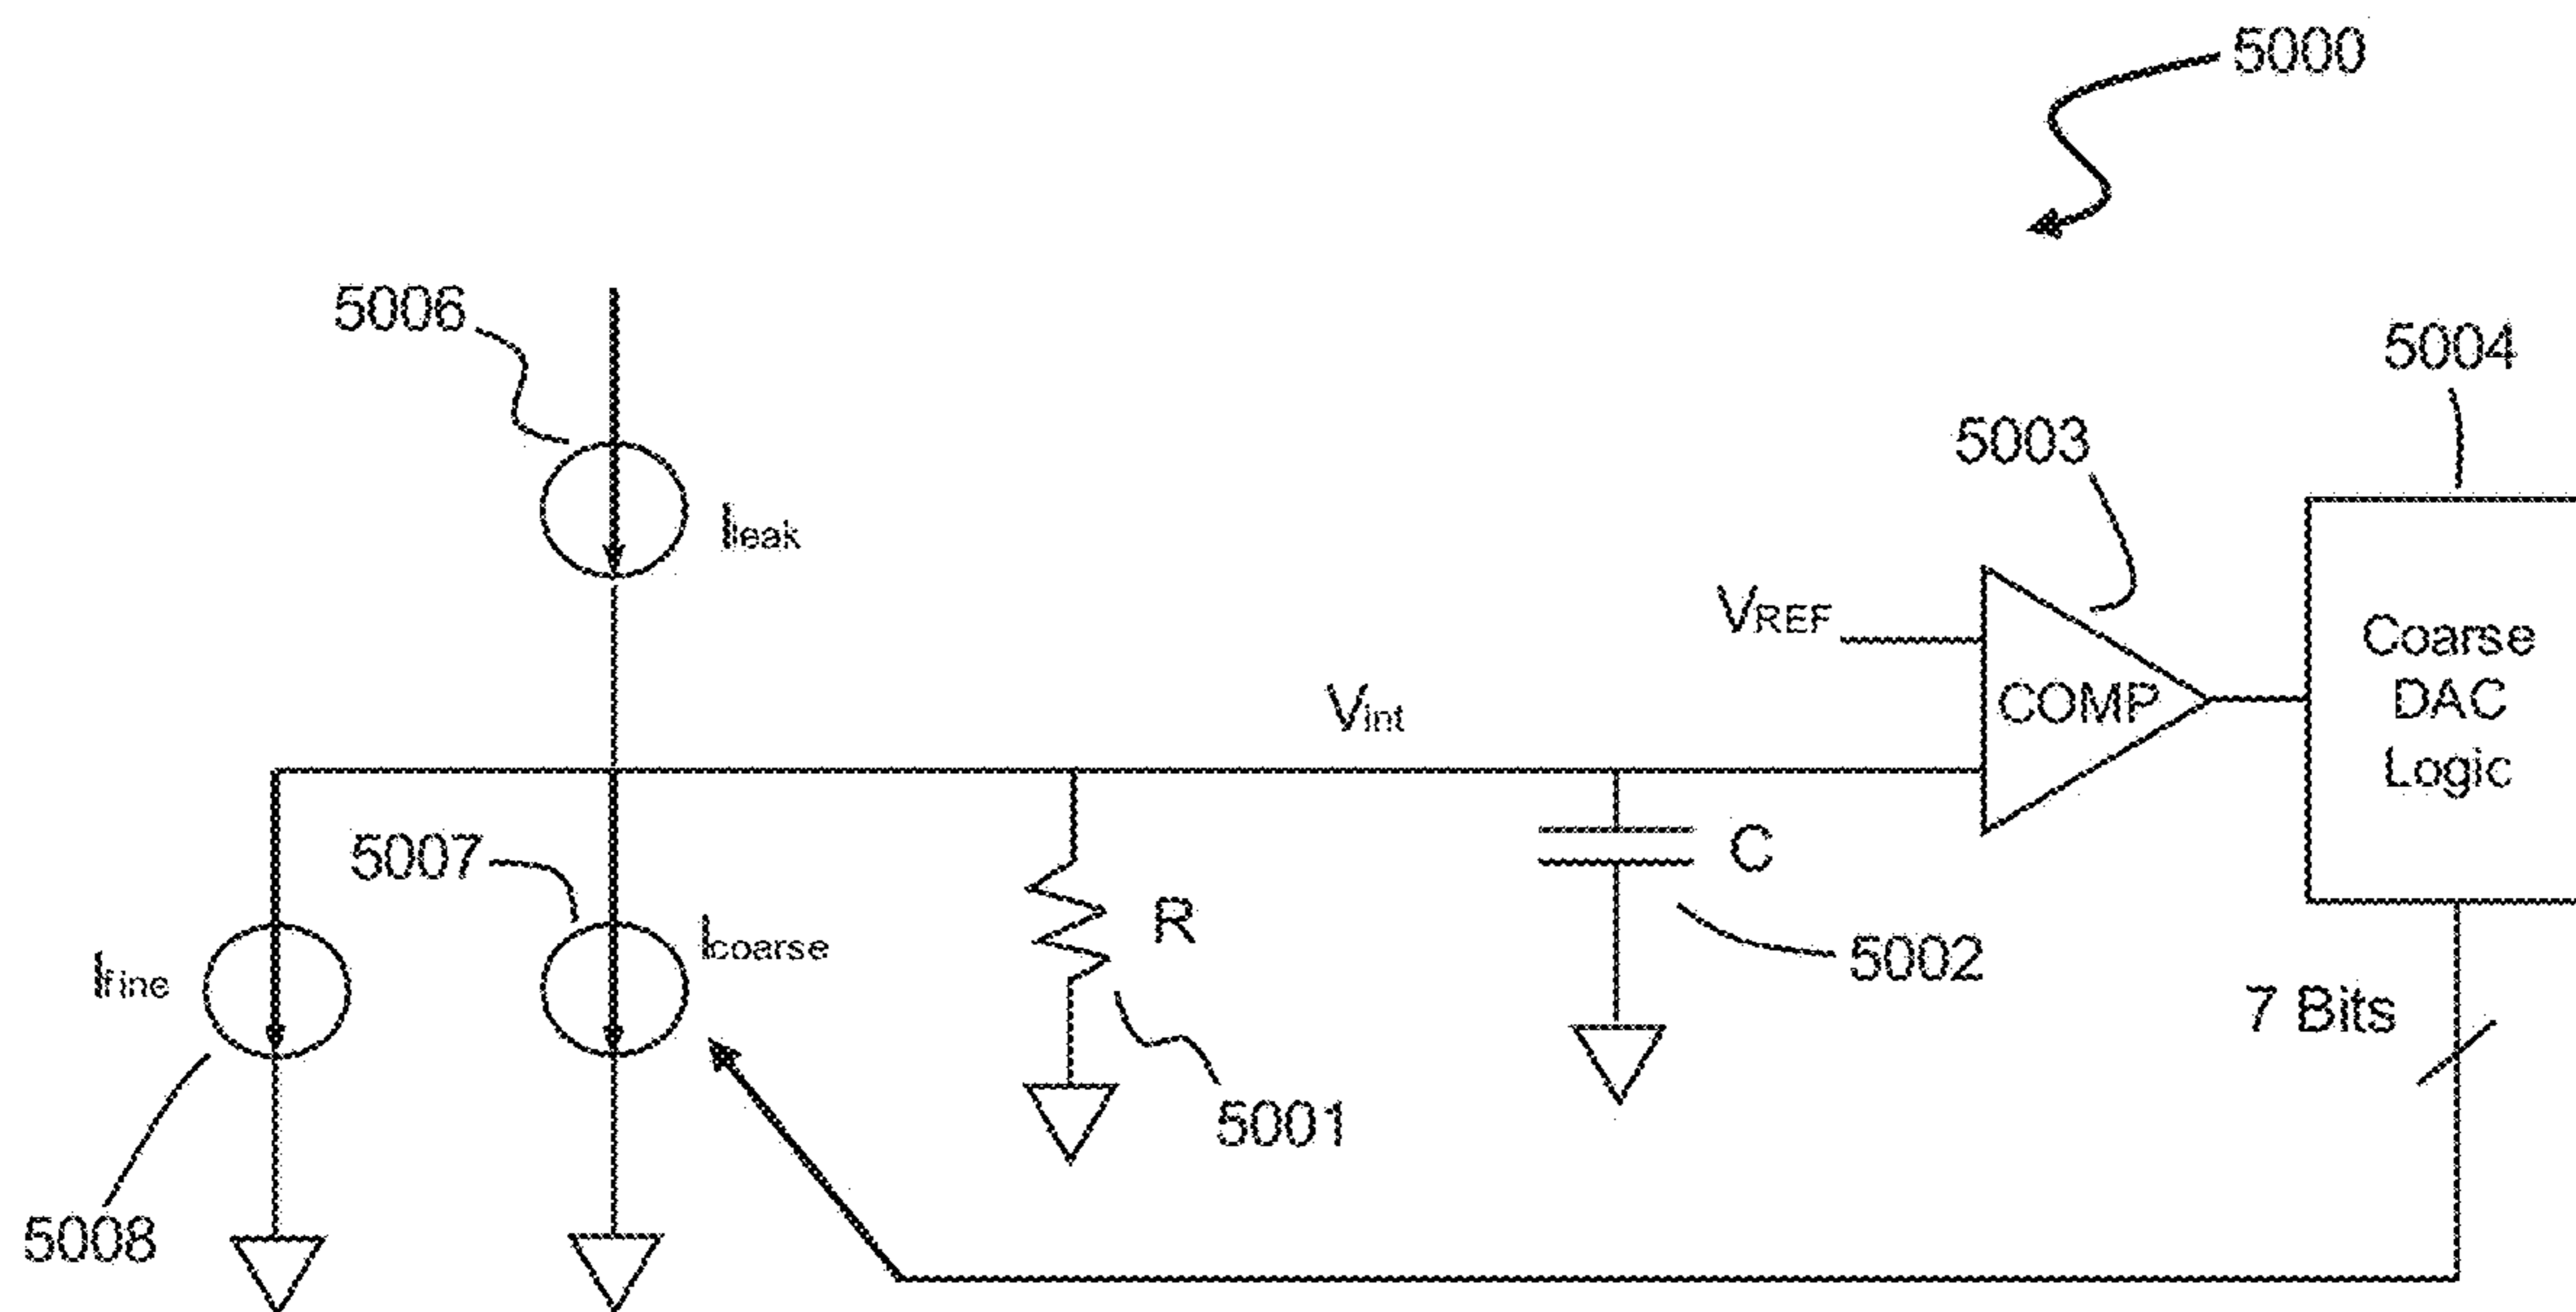 5000
5006
5004
5003
Ileak
VREF
Coarse
DAC
Logic
COMP
Vint
5007
C
Icoarse
R
Ifine
5002
7 Bits
5001
5008